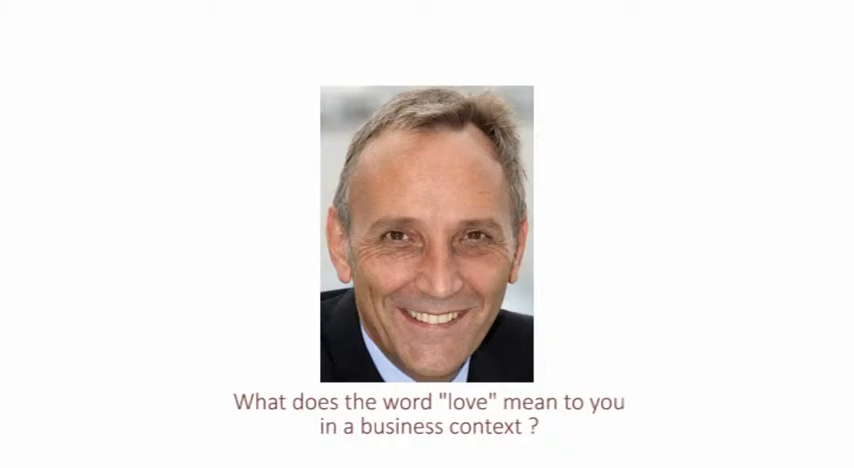 What does the word "love" mean to you
in a business context ?